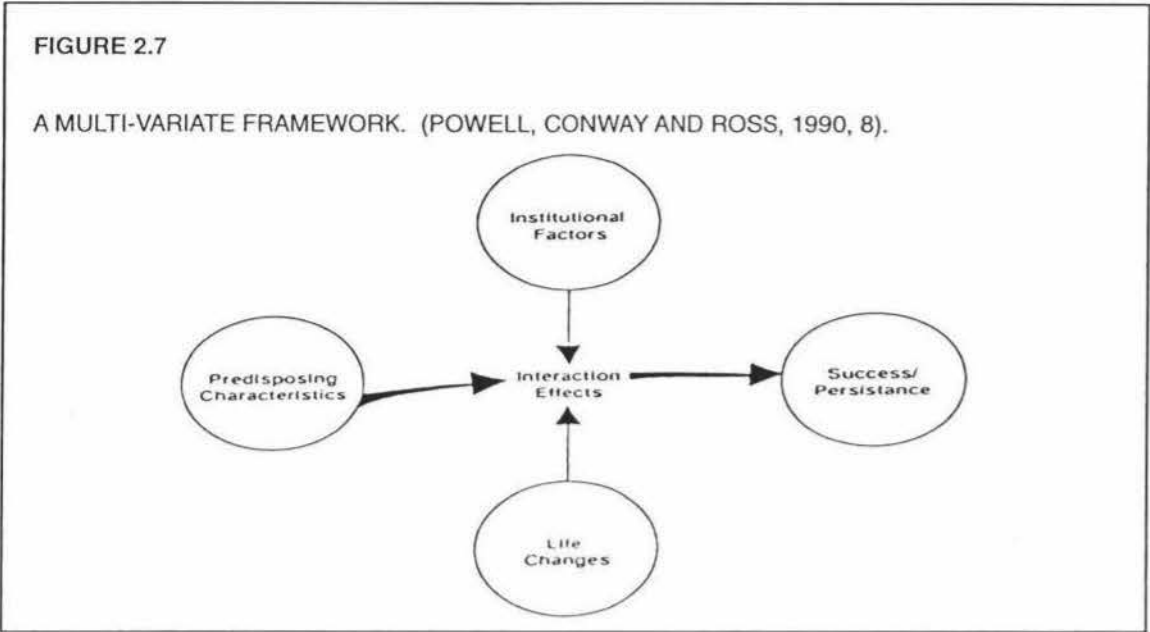 FIGURE 2.7
A MULTI-VARIATE FRAMEWORK. (POWELL, CONWAY AND ROSS, 1990, 8).
Institutional
Factors
Predisposing
Characteristics
Interaction
Effects
Success/
Persistance
Life
Changes